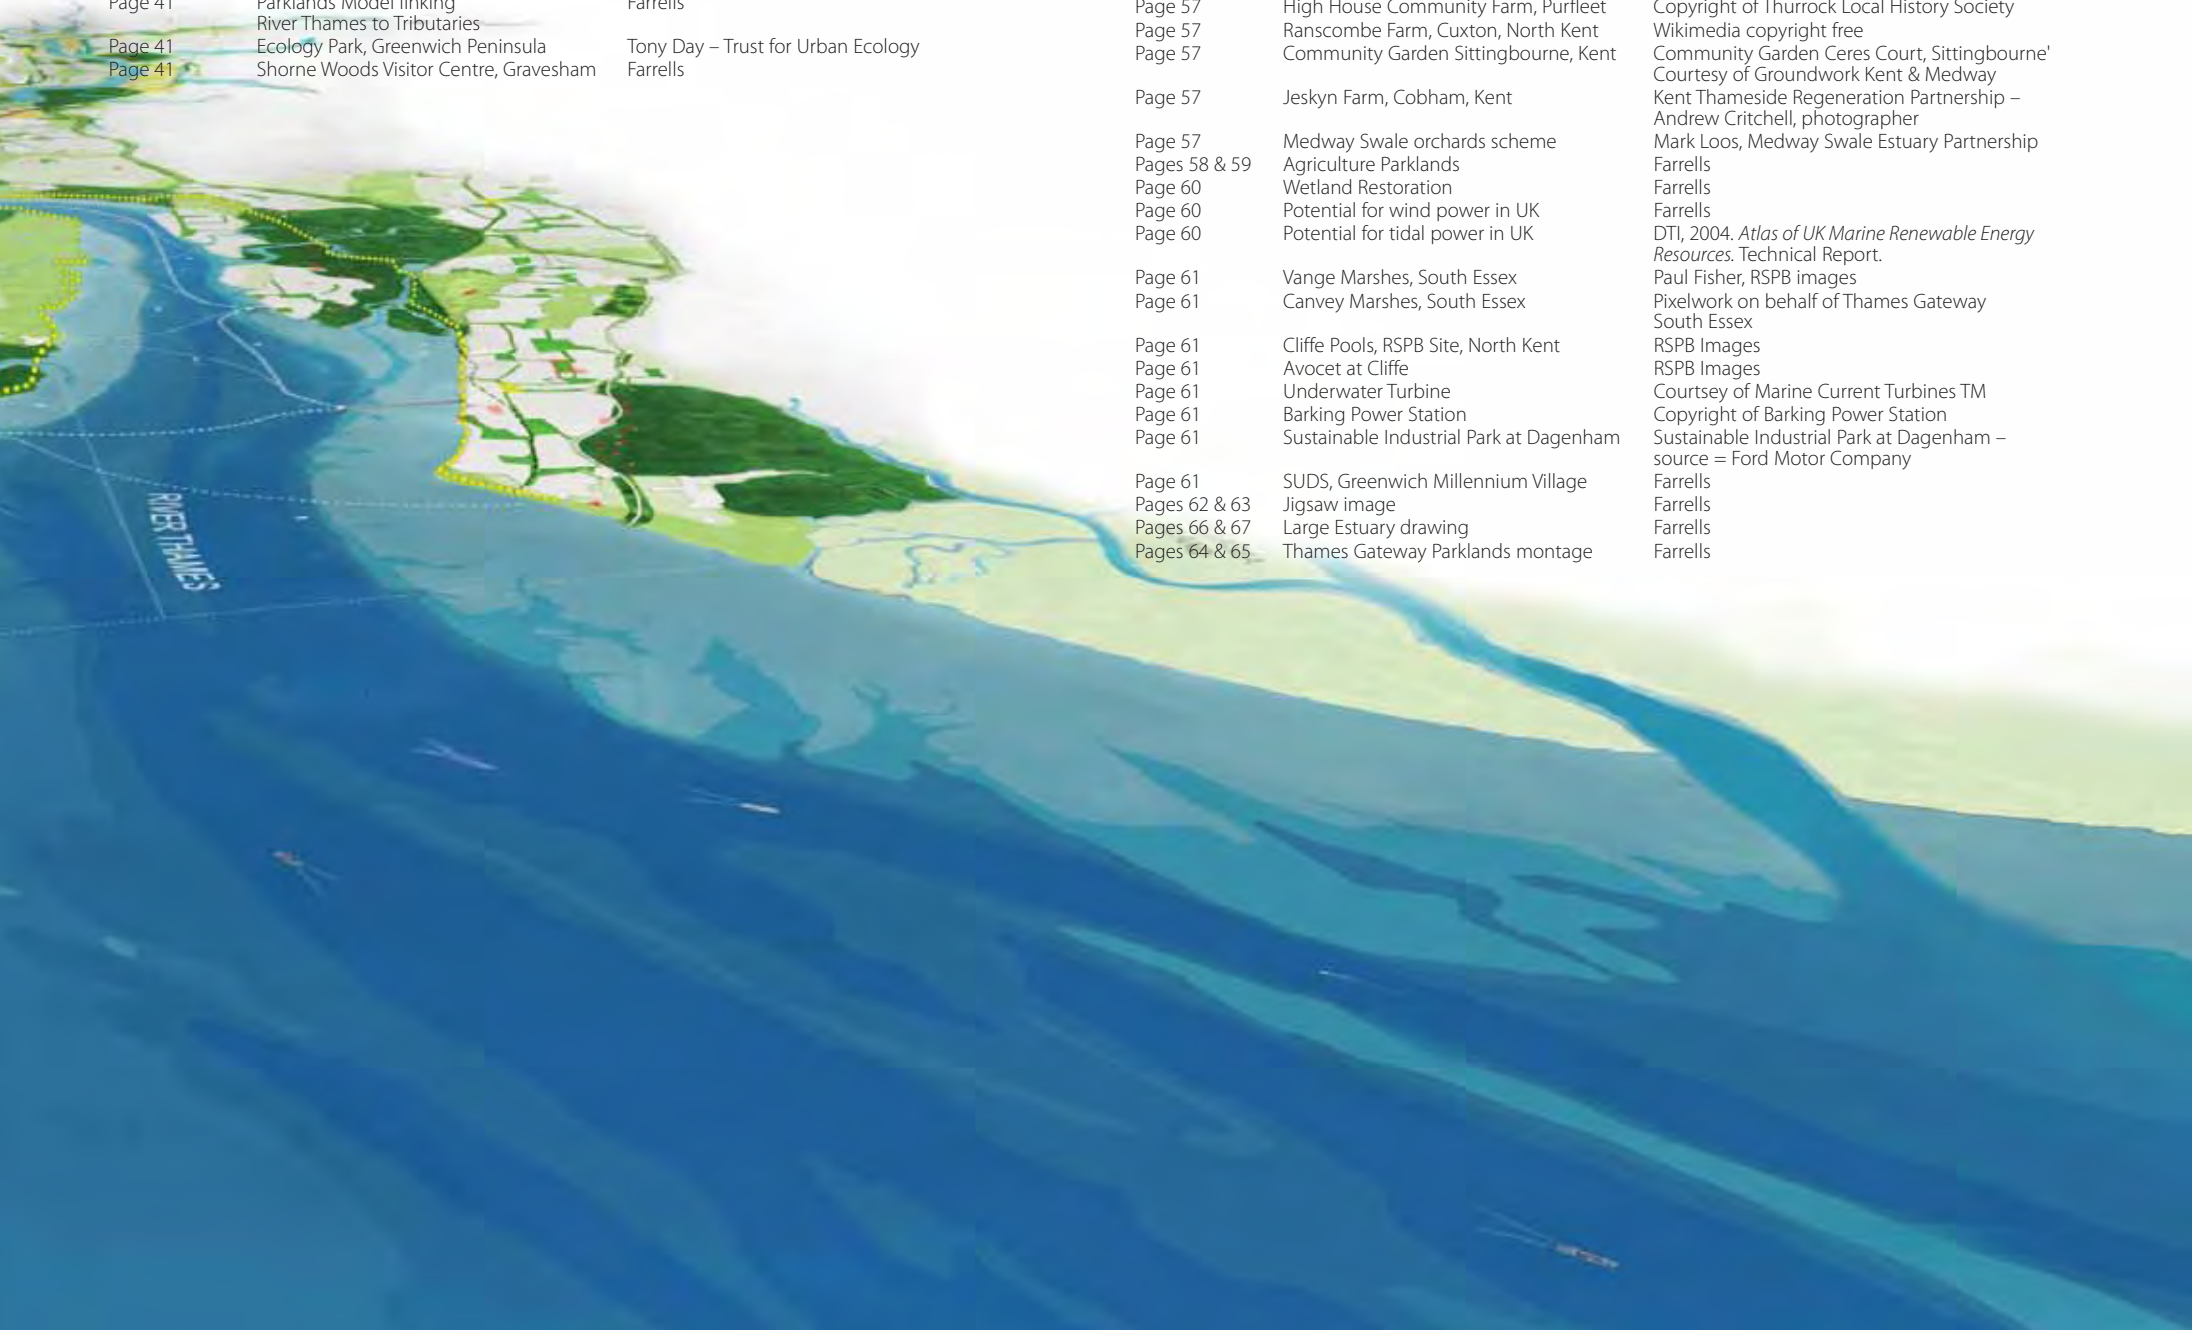 Page 41 Parklands Model linking Farrells
River Thames to Tributaries
Page 41 Ecology Park, Greenwich Peninsula Tony Day – Trust for Urban Ecology
Page 41 Shorne Woods Visitor Centre, Gravesham Farrells
Page 57 High House Community Farm, Purfleet Copyright of Thurrock Local History Society
Page 57 Ranscombe Farm, Cuxton, North Kent Wikimedia copyright free
Page 57 Community Garden Sittingbourne, Kent Community Garden Ceres Court, Sittingbourne'
Courtesy of Groundwork Kent & Medway
Page 57 Jeskyn Farm, Cobham, Kent Kent Thameside Regeneration Partnership –
Andrew Critchell, photographer
Page 57 Medway Swale orchards scheme Mark Loos, Medway Swale Estuary Partnership
Pages 58 & 59 Agriculture Parklands Farrells
Page 60 Wetland Restoration Farrells
Page 60 Potential for wind power in UK Farrells
Page 60 Potential for tidal power in UK DTI, 2004. Atlas of UK Marine Renewable Energy
Resources. Technical Report.
Page 61 Vange Marshes, South Essex Paul Fisher, RSPB images
Page 61 Canvey Marshes, South Essex Pixelwork on behalf of Thames Gateway
South Essex
Page 61 Cliffe Pools, RSPB Site, North Kent RSPB Images
Page 61 Avocet at Cliffe RSPB Images
Page 61 Underwater Turbine Courtsey of Marine Current Turbines TM
Page 61 Barking Power Station Copyright of Barking Power Station
Page 61 Sustainable Industrial Park at Dagenham Sustainable Industrial Park at Dagenham –
source = Ford Motor Company
Page 61 SUDS, Greenwich Millennium Village Farrells
Pages 62 & 63 Jigsaw image Farrells
Pages 66 & 67 Large Estuary drawing Farrells
Pages 64 & 65 Thames Gateway Parklands montage Farrells
RIVER THAMES